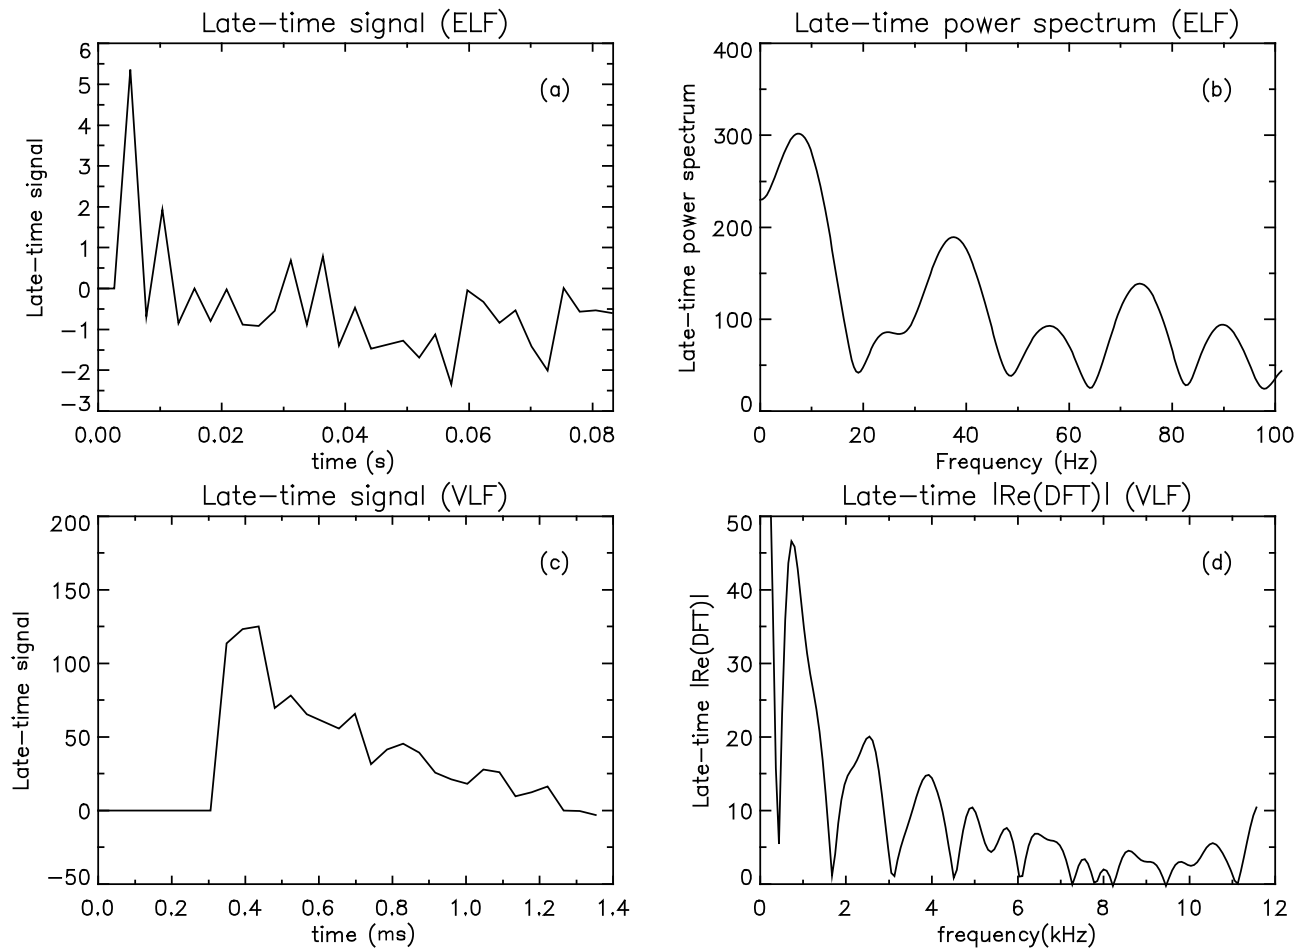 Late-time signal (ELF)
6
5
4
3
2
1
0
-1
-2
-3
Late-time signal
(a)
0.00 0.02 0.04 0.06 0.08
time (s)
Late-time power spectrum (ELF)
400
300
200
100
0
Late-time power spectrum
(b)
0 20 40 60 80 100
Frequency (Hz)
Late-time signal (VLF)
200
150
100
50
0
-50
Late-time signal
(c)
0.0 0.2 0.4 0.6 0.8 1.0 1.2 1.4
time (ms)
Late-time |Re(DFT)| (VLF)
50
40
30
20
10
0
Late-time |Re(DFT)|
(d)
0 2 4 6 8 10 12
frequency(kHz)